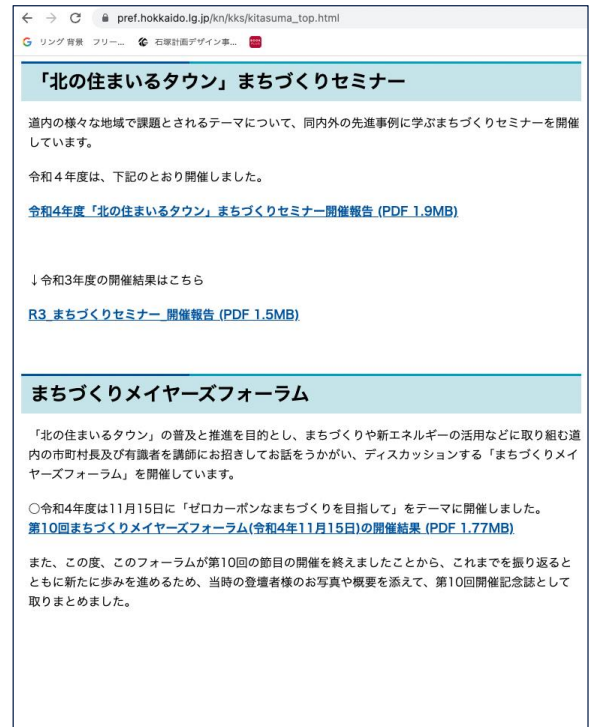 pref.hokkaido.lg.jp/kn/kks/kitasuma_top.html
リング 背景 フリー... 石塚計画デザイン事...
「北の住まいるタウン」まちづくりセミナー
道内の様々な地域で課題とされるテーマについて、同内外の先進事例に学ぶまちづくりセミナーを開催
しています。
令和４年度は、下記のとおり開催しました。
令和4年度「北の住まいるタウン」まちづくりセミナー開催報告 (PDF 1.9MB)
↓令和3年度の開催結果はこちら
R3_まちづくりセミナー_開催報告 (PDF 1.5MB)
まちづくりメイヤーズフォーラム
「北の住まいるタウン」の普及と推進を目的とし、まちづくりや新エネルギーの活用などに取り組む道
内の市町村長及び有識者を講師にお招きしてお話をうかがい、ディスカッションする「まちづくりメイ
ヤーズフォーラム」を開催しています。
○令和4年度は11月15日に「ゼロカーボンなまちづくりを目指して」をテーマに開催しました。
第10回まちづくりメイヤーズフォーラム(令和4年11月15日)の開催結果 (PDF 1.77MB)
また、この度、このフォーラムが第10回の節目の開催を終えましたことから、これまでを振り返ると
ともに新たに歩みを進めるため、当時の登壇者様のお写真や概要を添えて、第10回開催記念誌として
取りまとめました。